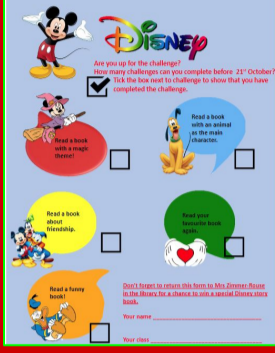 Disney
Are you up for the challenge?
How many challenges can you complete before 21st October?
Tick the box next to challenge to show that you have
completed the challenge.
Read a book
with a magic
theme!
Read a book
with an animal
as the main
character.
Read a book
about
friendship.
Read your
favourite book
again.
Read a funny
book!
Don't forget to return this form to Mrs Zimmer-Rouse
in the library for a chance to win a special Disney story
book.
Your name
Your class